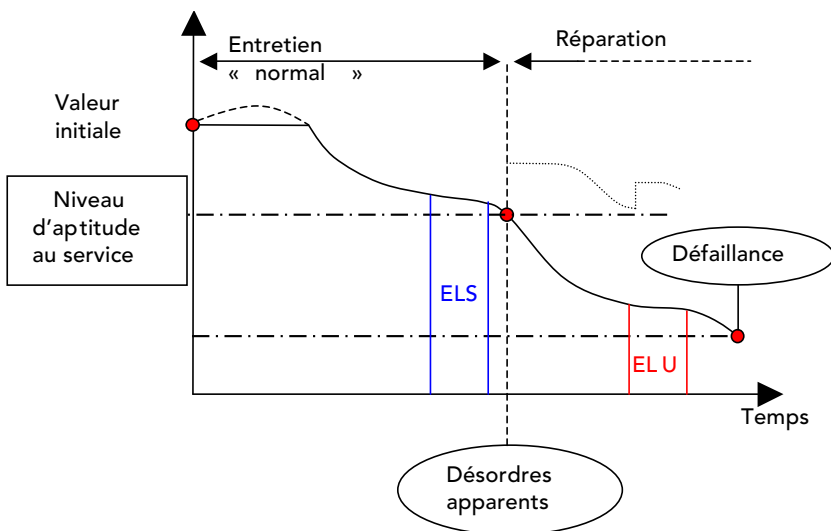 Entretien
« normal »
Réparation
Valeur
initiale
Niveau
d'aptitude
au service
Défaillance
ELS
EL U
Temps
Désordres
apparents